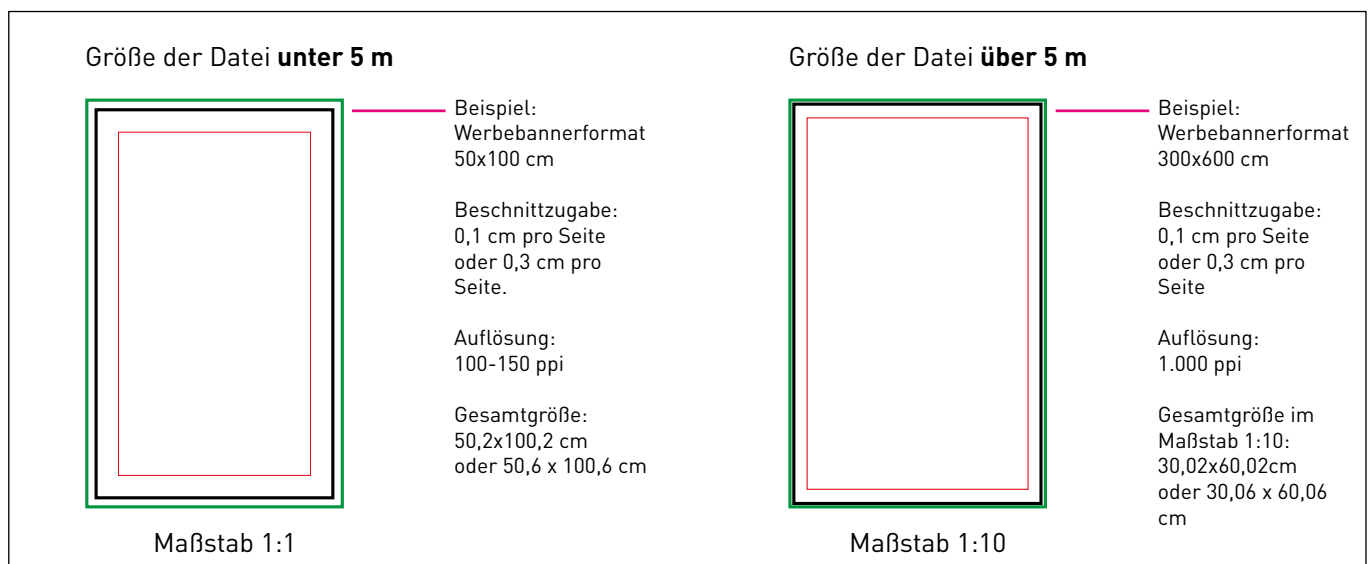 Größe der Datei unter 5 m
Beispiel:
Werbebannerformat
50x100 cm
Beschnittzugabe:
0,1 cm pro Seite
oder 0,3 cm pro
Seite.
Auflösung:
100-150 ppi
Gesamtgröße:
50,2x100,2 cm
oder 50,6 x 100,6 cm
Maßstab 1:1
Größe der Datei über 5 m
Beispiel:
Werbebannerformat
300x600 cm
Beschnittzugabe:
0,1 cm pro Seite
oder 0,3 cm pro
Seite
Auflösung:
1.000 ppi
Gesamtgröße im
Maßstab 1:10:
30,02x60,02cm
oder 30,06 x 60,06
cm
Maßstab 1:10